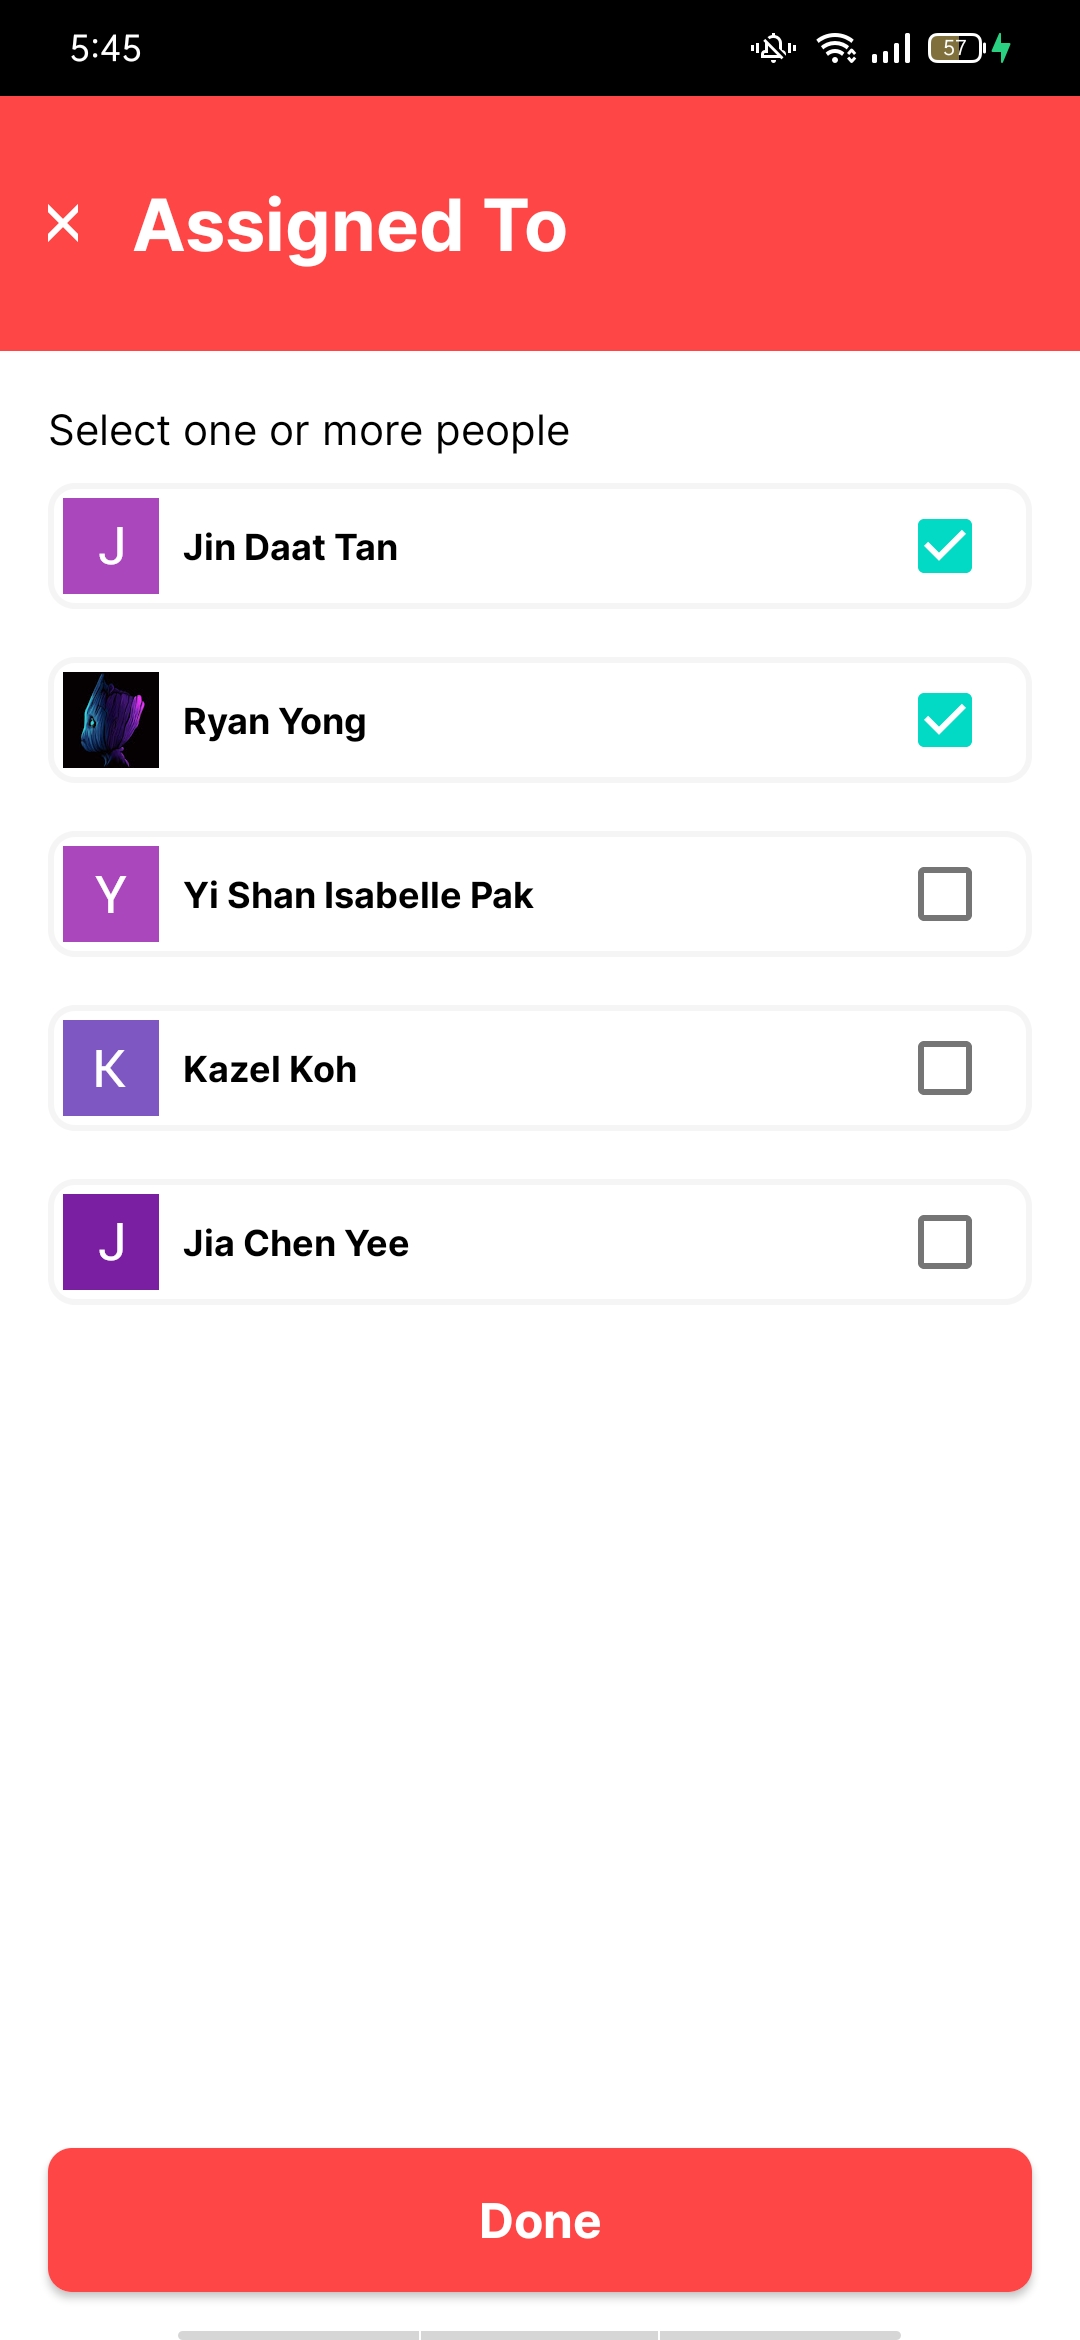 5:45
57
Assigned To
Select one or more people
J Jin Daat Tan
Ryan Yong
Y Yi Shan Isabelle Pak
K Kazel Koh
J Jia Chen Yee
Done